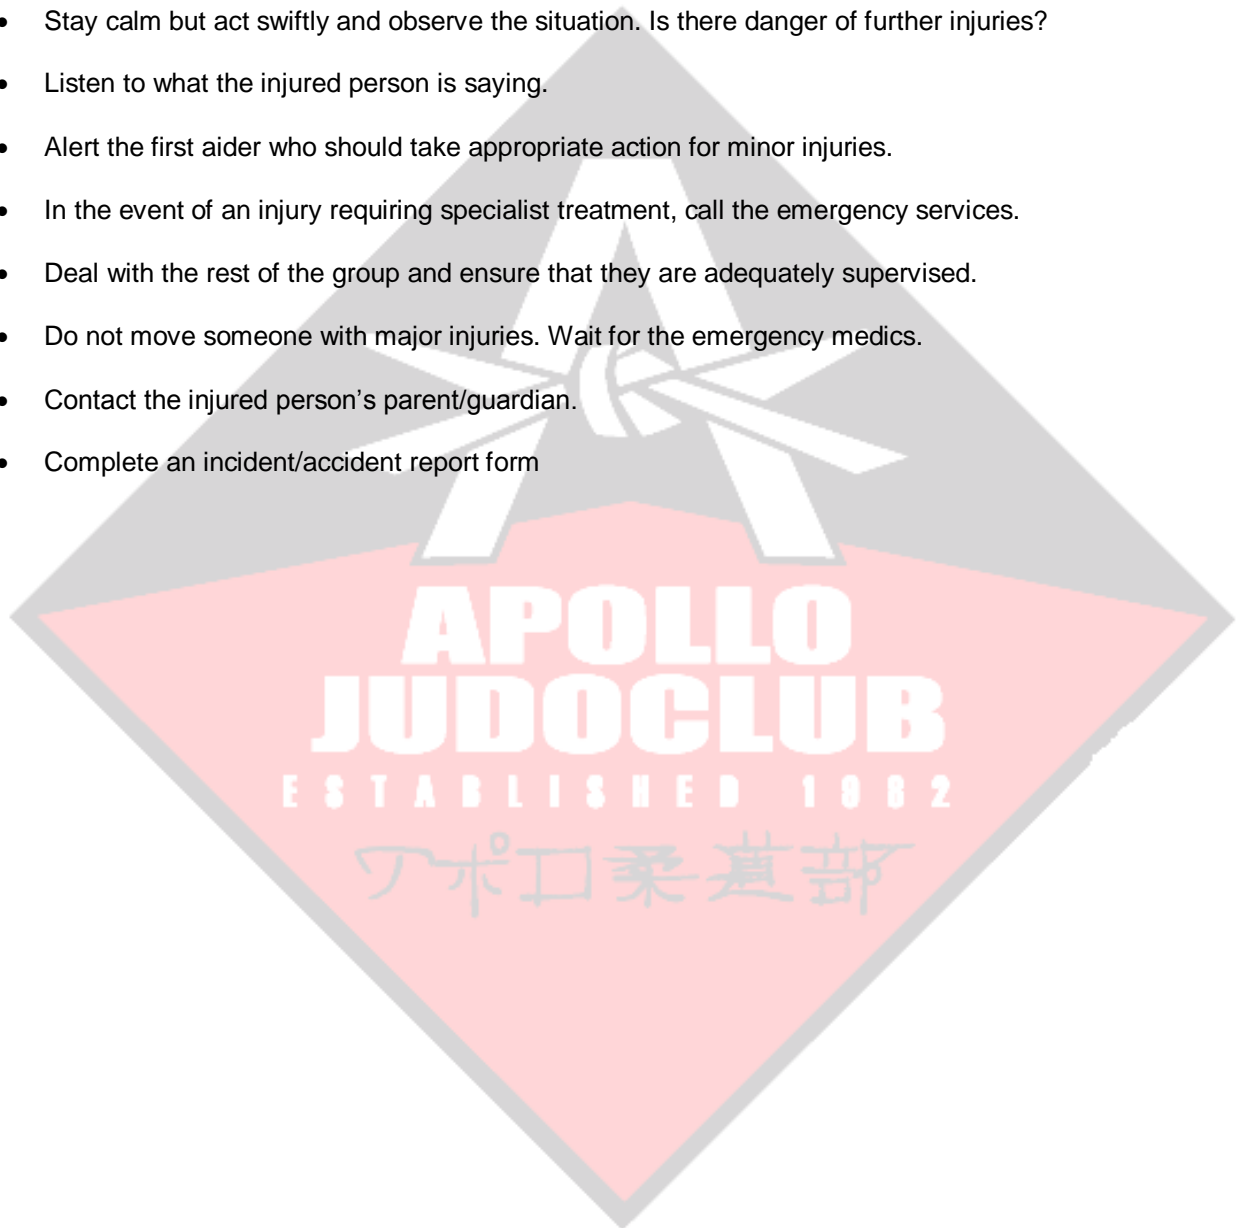 • Stay calm but act swiftly and observe the situation. Is there danger of further injuries?
• Listen to what the injured person is saying.
• Alert the first aider who should take appropriate action for minor injuries.
• In the event of an injury requiring specialist treatment, call the emergency services.
• Deal with the rest of the group and ensure that they are adequately supervised.
• Do not move someone with major injuries. Wait for the emergency medics.
• Contact the injured person’s parent/guardian.
• Complete an incident/accident report form
APOLLO
JUDOCLUB
ESTABLISHED
アポロ柔道部